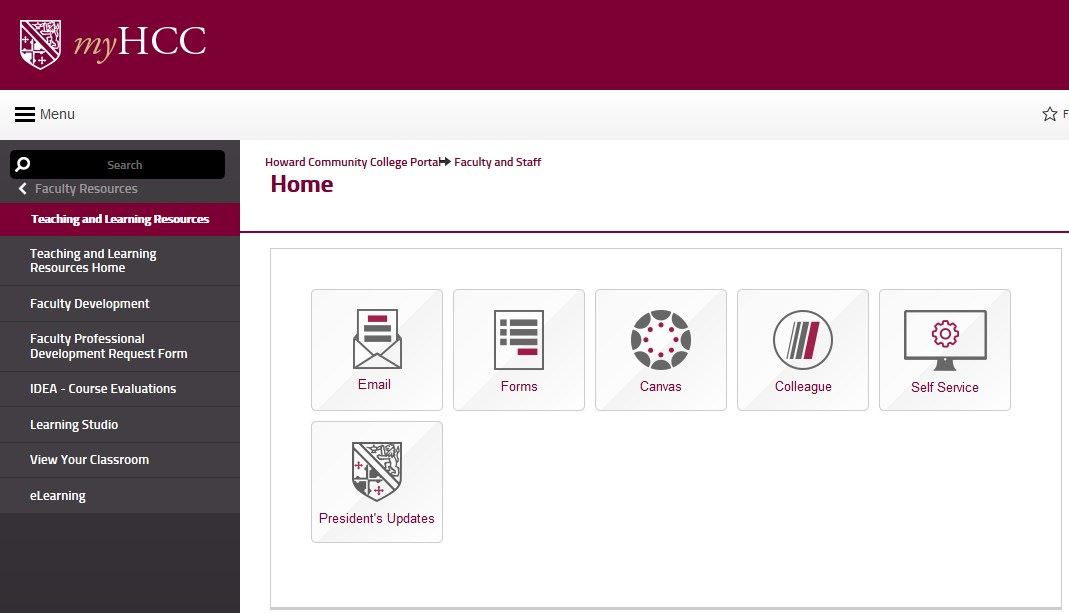 myHCC
Menu
F
Search
Faculty Resources
Teaching and Learning Resources
Teaching and Learning
Resources Home
Faculty Development
Faculty Professional
Development Request Form
IDEA - Course Evaluations
Learning Studio
View Your Classroom
eLearning
Howard Community College Portal Faculty and Staff
Home
Email
Forms
Canvas
Colleague
Self Service
President's Updates